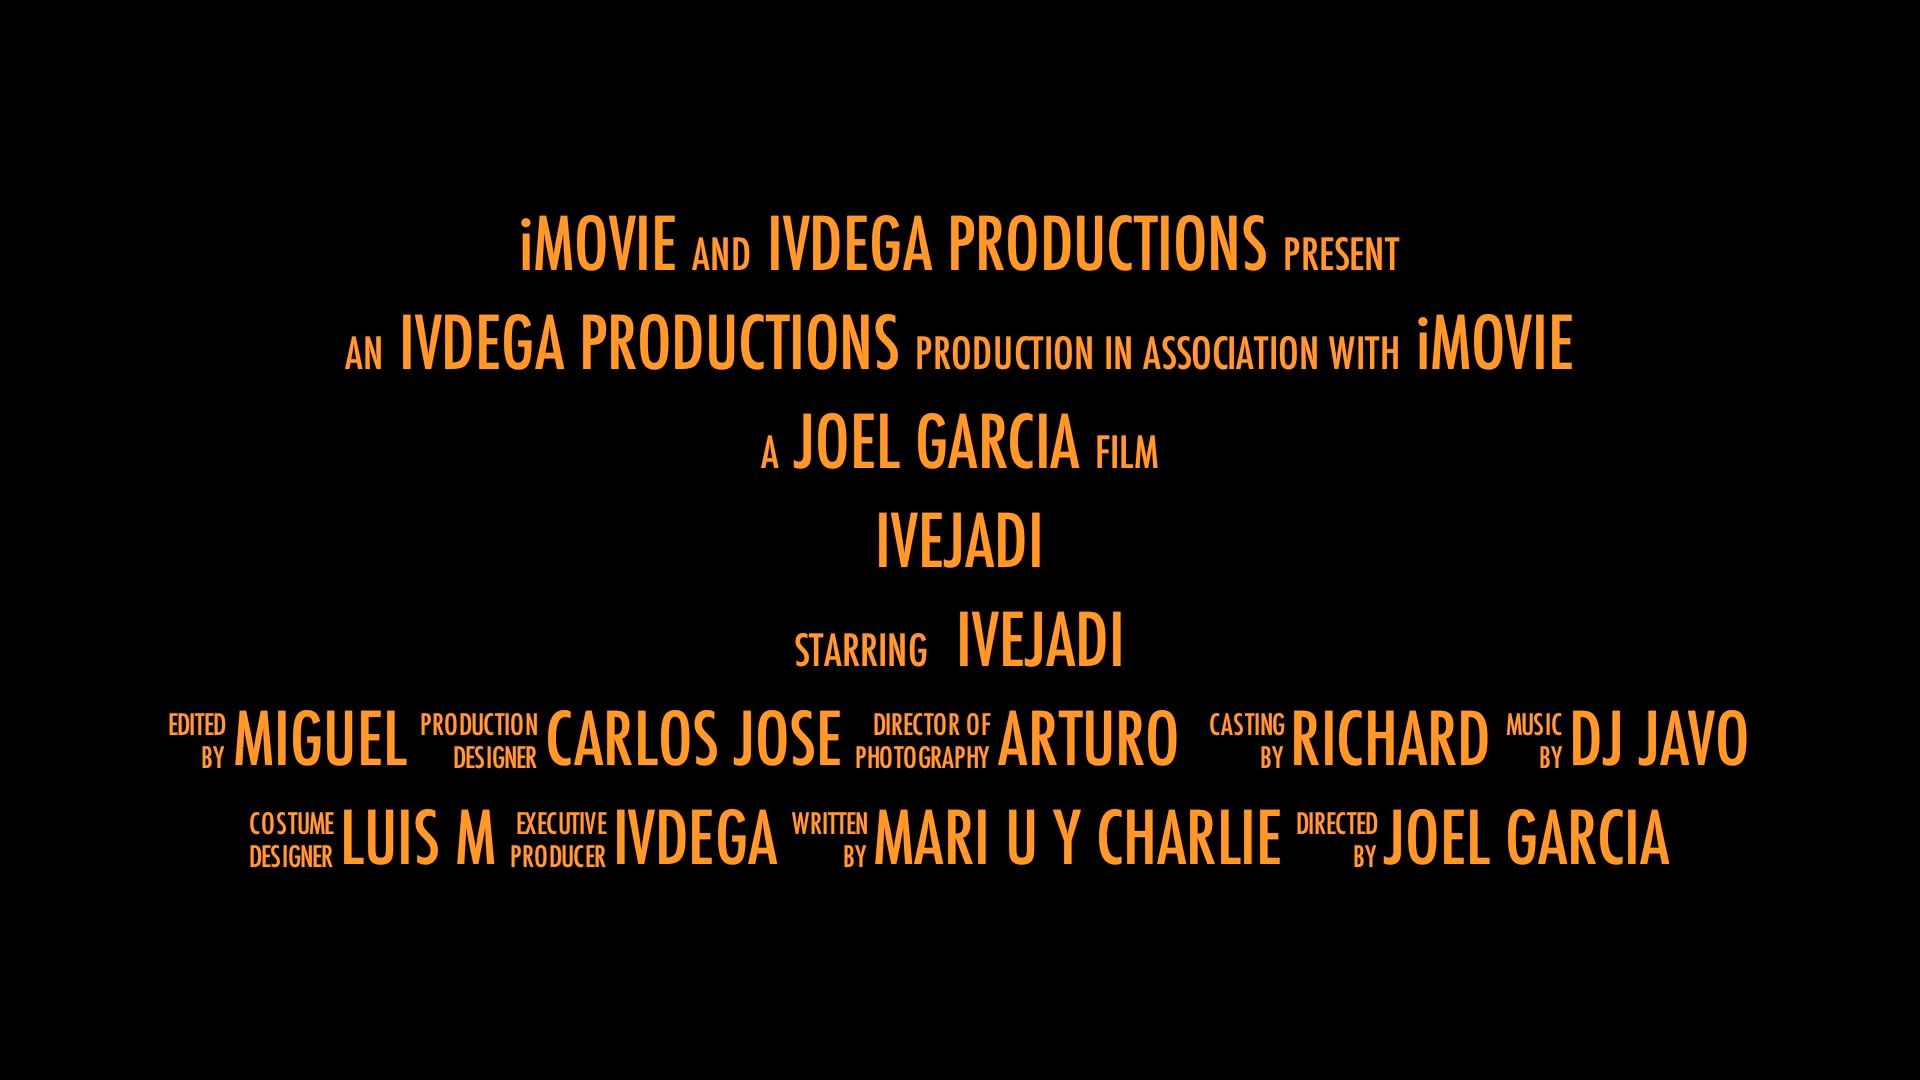 iMOVIE AND IVDEGA PRODUCTIONS PRESENT
AN IVDEGA PRODUCTIONS PRODUCTION IN ASSOCIATION WITH iMOVIE
A JOEL GARCIA FILM
IVEJADI
STARRING IVEJADI
EDITED BY MIGUEL PRODUCTION DESIGNER CARLOS JOSE DIRECTOR OF PHOTOGRAPHY ARTURO CASTING BY RICHARD MUSIC BY DJ JAVO
COSTUME DESIGNER LUIS M EXECUTIVE PRODUCER IVDEGA WRITTEN BY MARI U Y CHARLIE DIRECTED BY JOEL GARCIA